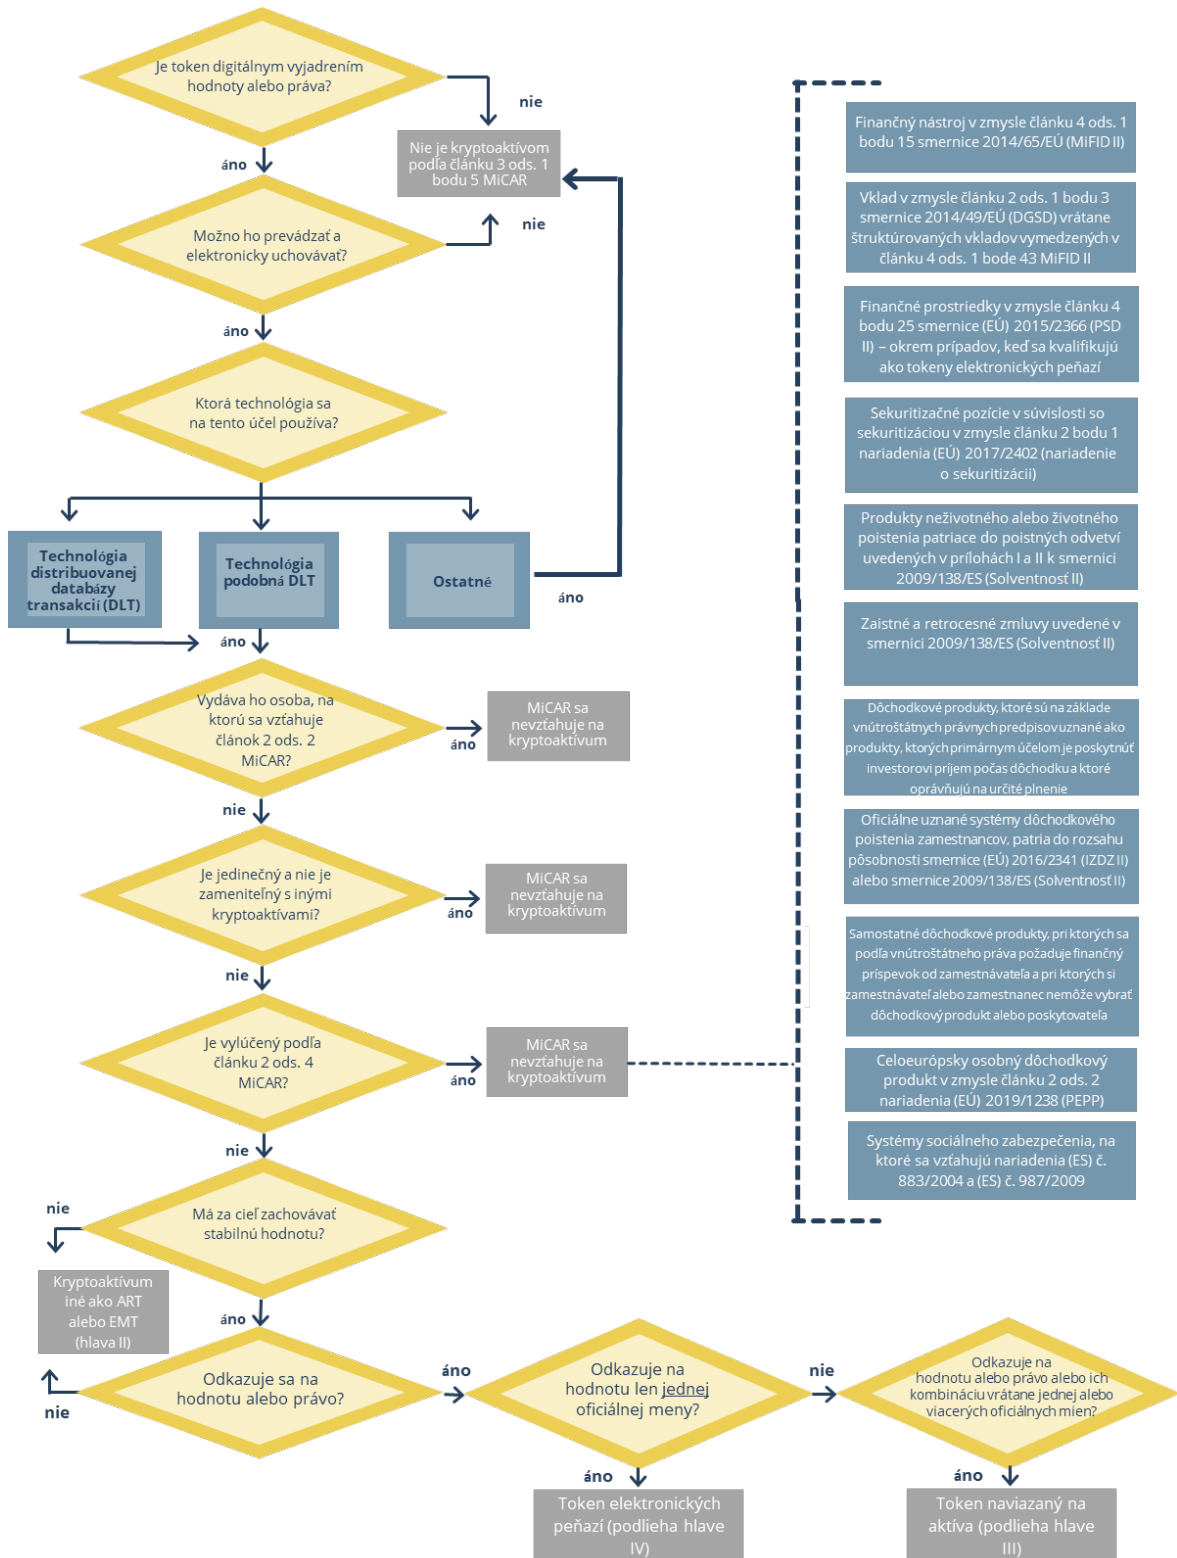 Je token digitálnym vyjadrením
hodnoty alebo práva?
nie
Nie je kryptoaktívom
podľa článku 3 ods. 1
bodu 5 MiCAR
áno
Možno ho prevádzať a
elektronicky uchovávať?
nie
áno
Ktorá technológia sa
na tento účel používa?
Technológia
distribuovanej
databázy
transakcií (DLT)
Technológia
podobná DLT
Ostatné
áno
áno
Vydáva ho osoba, na
ktorú sa vzťahuje
článok 2 ods. 2
MiCAR?
áno
MiCAR sa
nevzťahuje na
kryptoaktívum
nie
Je jedinečný a nie je
zameniteľný s inými
kryptoaktívami?
áno
MiCAR sa
nevzťahuje na
kryptoaktívum
nie
Je vylúčený podľa
článku 2 ods. 4
MiCAR?
áno
MiCAR sa
nevzťahuje na
kryptoaktívum
nie
Má za cieľ zachovávať
stabilnú hodnotu?
nie
Kryptoaktívum
iné ako ART
alebo EMT
(hlava II)
áno
Odkazuje sa na
hodnotu alebo právo?
nie
áno
Odkazuje na
hodnotu len jednej
oficiálnej meny?
nie
Odkazuje na
hodnotu alebo právo alebo ich
kombináciu vrátane jednej alebo
viacerých oficiálnych mien?
áno
Token elektronických
peňazí (podlieha hlave
IV)
áno
Token naviazaný na
aktíva (podlieha hlave
III)
Finančný nástroj v zmysle článku 4 ods. 1
bodu 15 smernice 2014/65/EÚ (MiFID II)
Vklad v zmysle článku 2 ods. 1 bodu 3
smernice 2014/49/EÚ (DGSD) vrátane
štruktúrovaných vkladov vymedzených v
článku 4 ods. 1 bode 43 MiFID II
Finančné prostriedky v zmysle článku 4
bodu 25 smernice (EÚ) 2015/2366 (PSD
II) – okrem prípadov, keď sa kvalifikujú
ako tokeny elektronických peňazí
Sekuritizačné pozície v súvislosti so
sekuritizáciou v zmysle článku 2 bodu 1
nariadenia (EÚ) 2017/2402 (nariadenie
o sekuritizácii)
Produkty neživotného alebo životného
poistenia patriace do poistných odvetví
uvedených v prílohách I a II k smernici
2009/138/ES (Solventnosť II)
Zaistné a retrocesné zmluvy uvedené v
smernici 2009/138/ES (Solventnosť II)
Dôchodkové produkty, ktoré sú na základe
vnútroštátnych právnych predpisov uznané ako
produkty, ktorých primárnym účelom je poskytnúť
investorovi príjem počas dôchodku a ktoré
oprávňujú na určité plnenie
Oficiálne uznané systémy dôchodkového
poistenia zamestnancov, patria do rozsahu
pôsobnosti smernice (EÚ) 2016/2341 (IZDZ II)
alebo smernice 2009/138/ES (Solventnosť II)
Samostatné dôchodkové produkty, pri ktorých sa
podľa vnútroštátneho práva požaduje finančný
príspevok od zamestnávateľa a pri ktorých si
zamestnávateľ alebo zamestnanec nemôže vybrať
dôchodkový produkt alebo poskytovateľa
Celoeurópsky osobný dôchodkový
produkt v zmysle článku 2 ods. 2
nariadenia (EÚ) 2019/1238 (PEPP)
Systémy sociálneho zabezpečenia, na
ktoré sa vzťahujú nariadenia (ES) č.
883/2004 a (ES) č. 987/2009